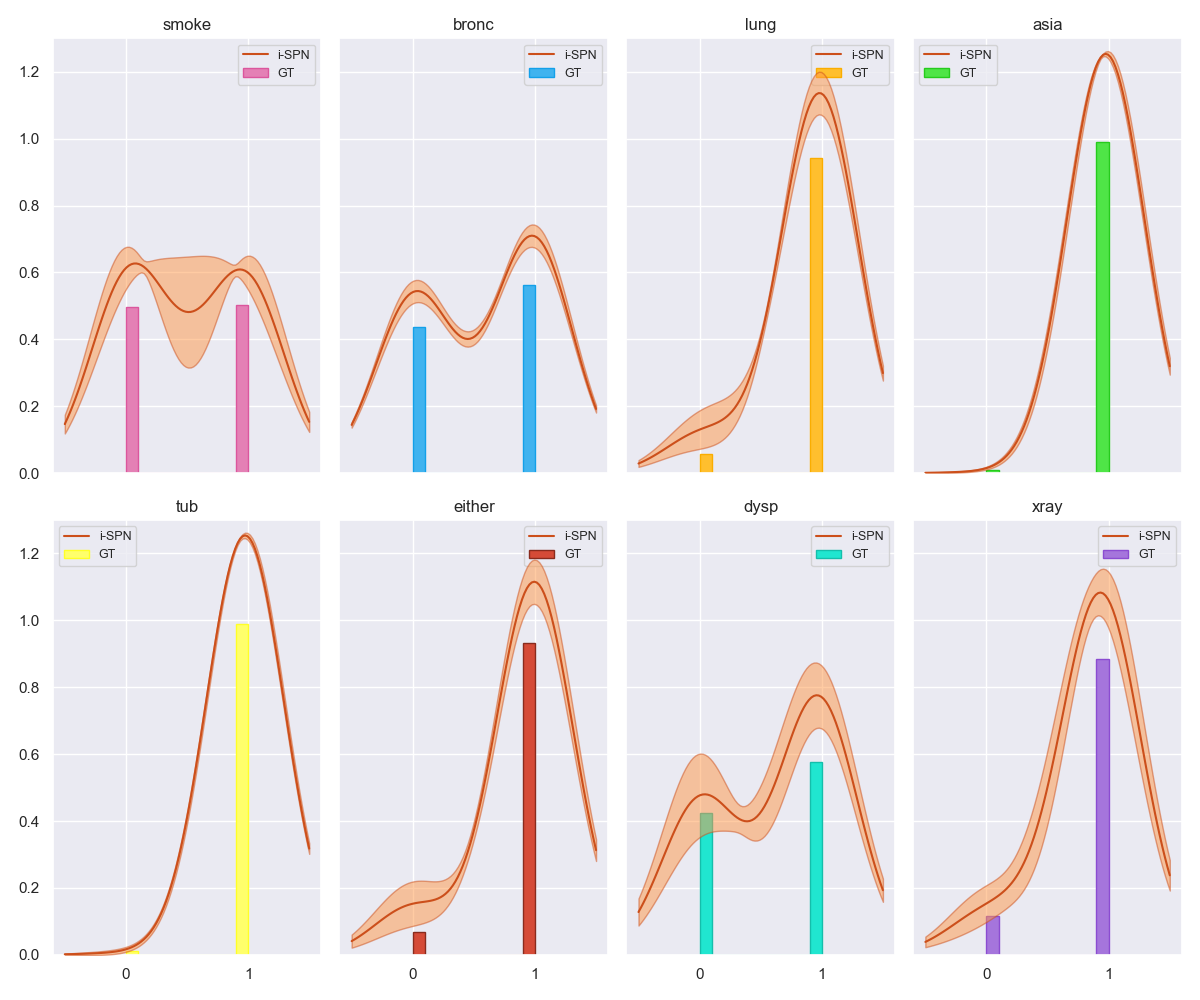 smoke
bronc
lung
asia
i-SPN
GT
i-SPN
GT
i-SPN
GT
i-SPN
GT
1.2
1.0
0.8
0.6
0.4
0.2
0.0
tub
either
dysp
xray
i-SPN
GT
i-SPN
GT
i-SPN
GT
i-SPN
GT
1.2
1.0
0.8
0.6
0.4
0.2
0.0
0 1
0 1
0 1
0 1